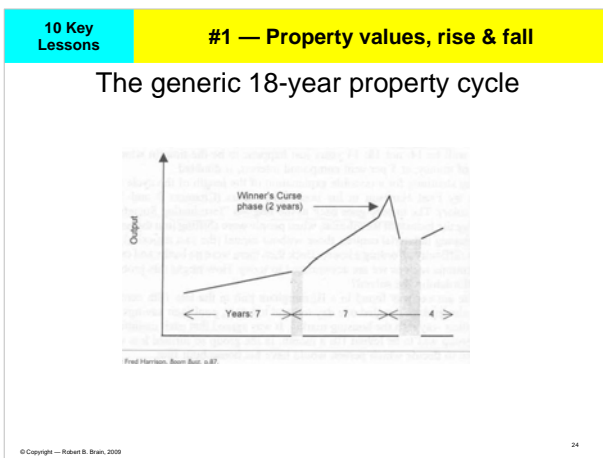 10 Key
Lessons
#1 — Property values, rise & fall
The generic 18-year property cycle
Winner's Curse
phase (2 years)
Output
Years: 7
7
4
Fred Harrison, Boom Bust, p.87.
© Copyright — Robert B. Brain, 2009
24